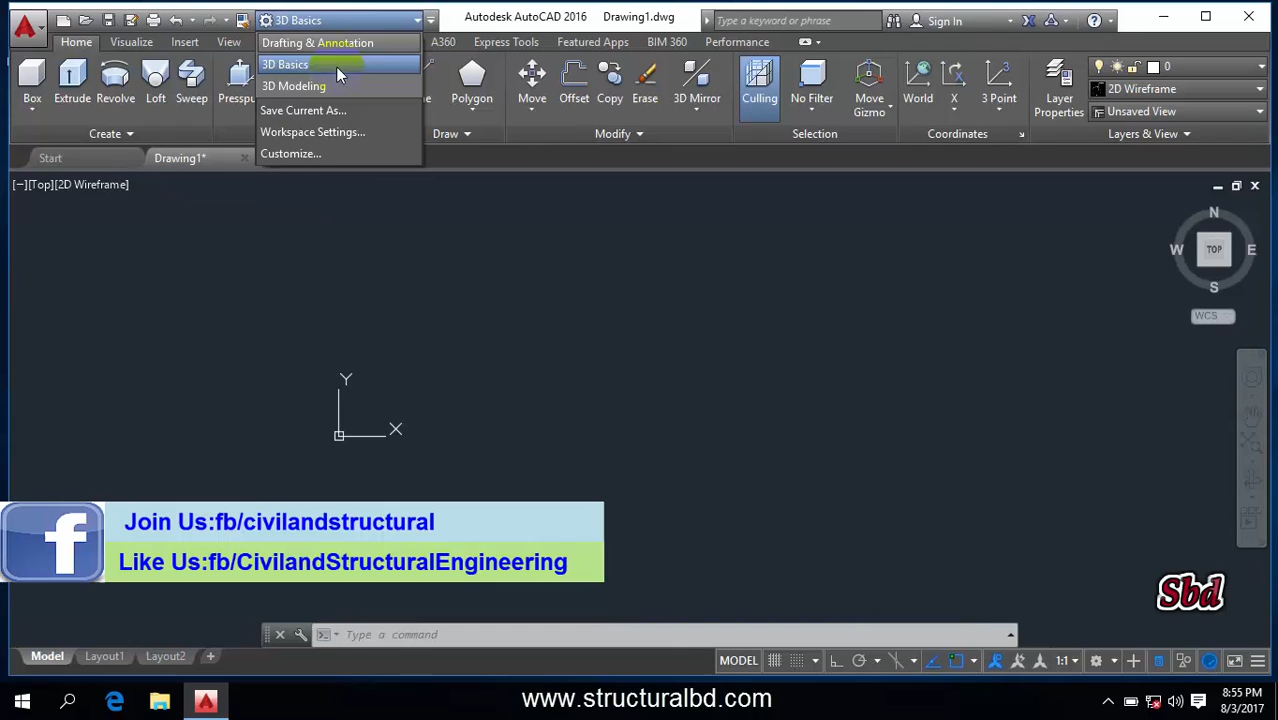 3D Basics
Autodesk AutoCAD 2016 Drawing1.dwg
Type a keyword or phrase
Sign In
Home Visualize Insert View
A360 Express Tools Featured Apps BIM 360 Performance
Drafting & Annotation
3D Basics
3D Modeling
Save Current As...
Workspace Settings...
Customize...
Box Extrude Revolve Loft Sweep
Polygon
Move Offset Copy Erase 3D Mirror
Culling No Filter Move Gizmo
World X 3 Point
Layer Properties
0
2D Wireframe
Unsaved View
Create Draw Modify Selection Coordinates Layers & View
Start Drawing1*
[−][Top][2D Wireframe]
N
W TOP E
S
WCS
Y
X
f
Join Us:fb/civilandstructural
Like Us:fb/CivilandStructuralEngineering
Sbd
Type a command
Model Layout1 Layout2
MODEL 1:1
www.structuralbd.com
8:55 PM
8/3/2017